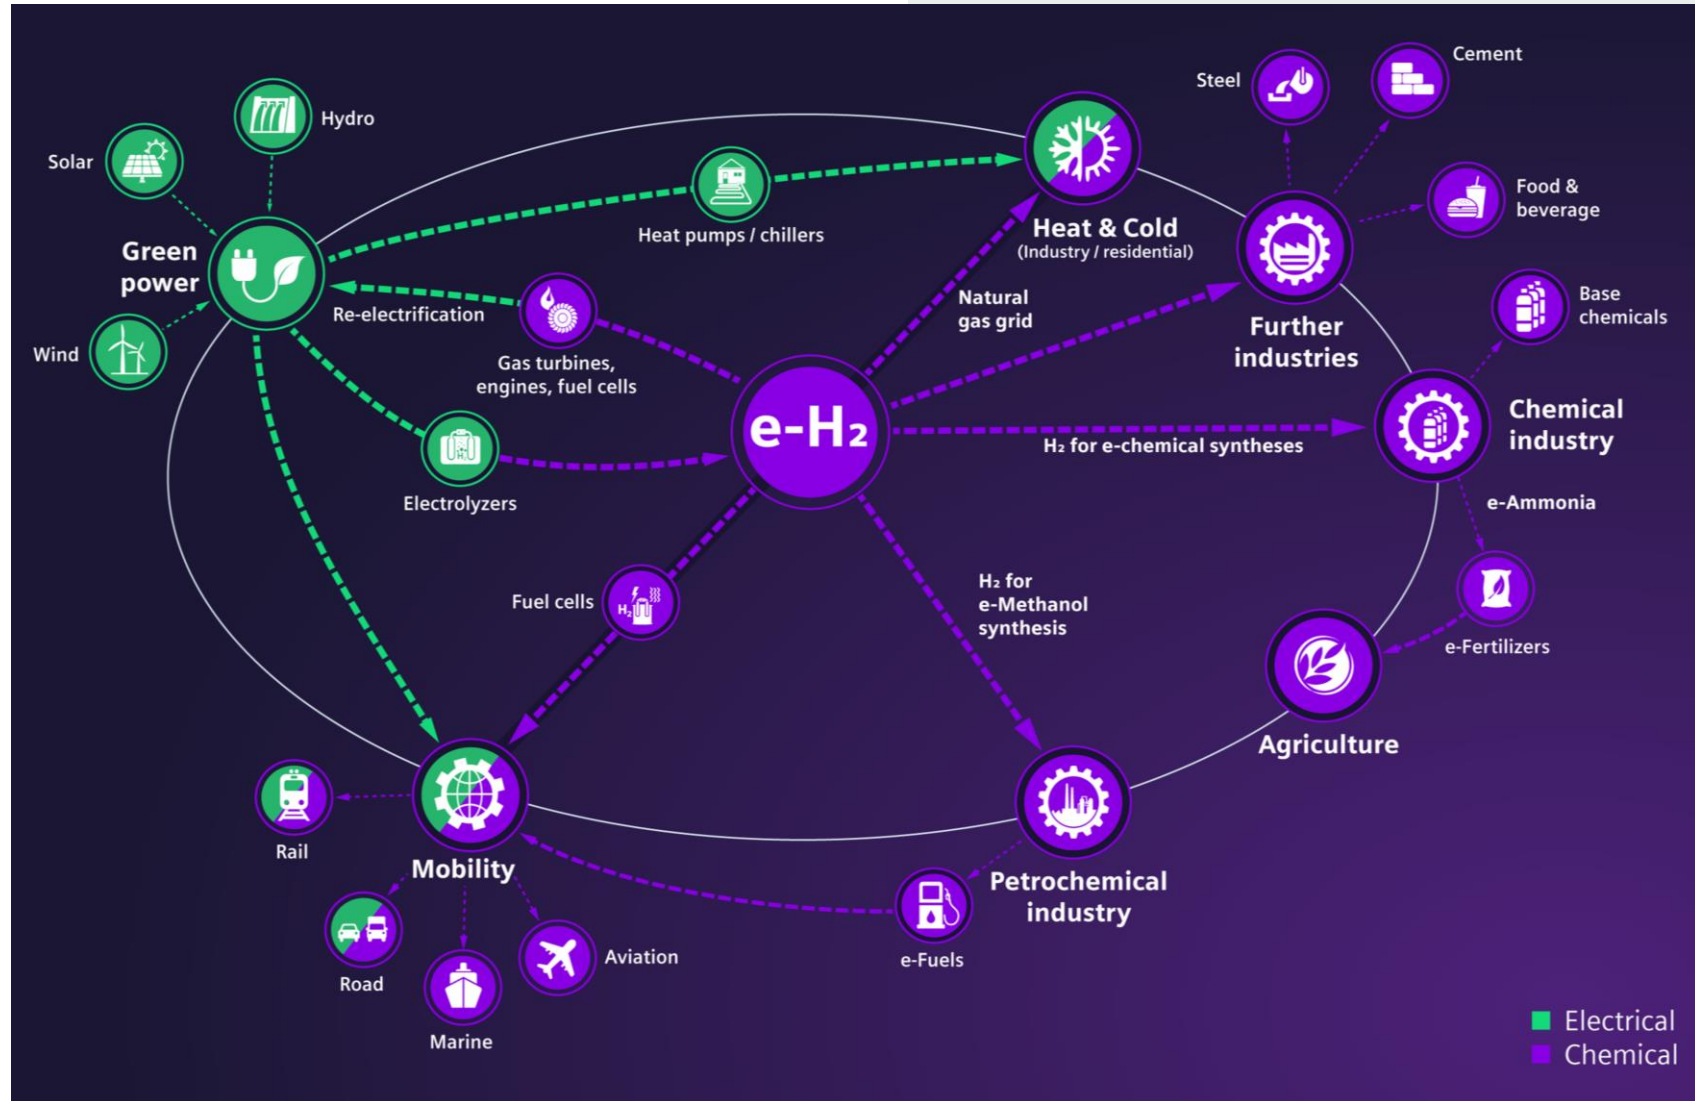 Hydro
Solar
Green
power
Wind
Heat pumps / chillers
Re-electrification
Gas turbines,
engines, fuel cells
Electrolyzers
e-H₂
Heat & Cold
(Industry / residential)
Natural
gas grid
Steel
Cement
Food &
beverage
Further
industries
Base
chemicals
Chemical
industry
H₂ for e-chemical syntheses
e-Ammonia
e-Fertilizers
Agriculture
H₂ for
e-Methanol
synthesis
Fuel cells
H₂
Mobility
Rail
Road
Marine
Aviation
Petrochemical
industry
e-Fuels
Electrical
Chemical